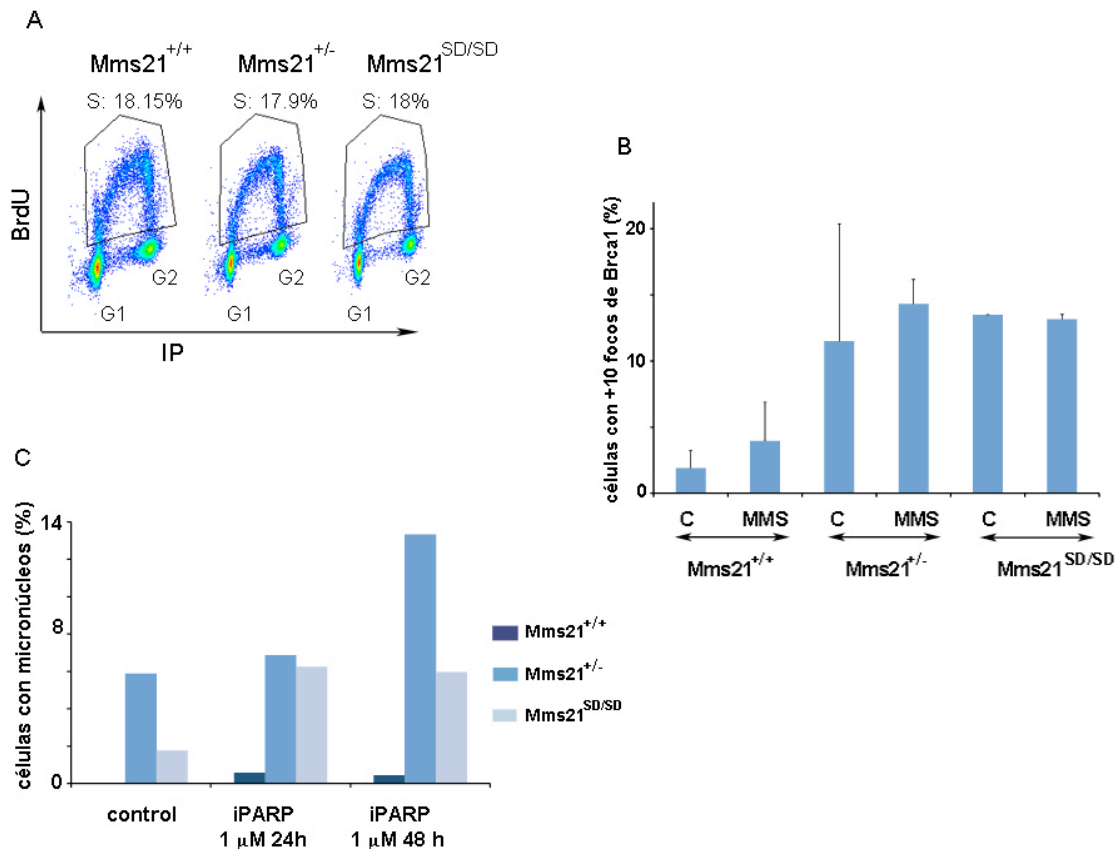 A
Mms21+/+ Mms21+/- Mms21SD/SD
S: 18.15% S: 17.9% S: 18%
BrdU
G2 G2 G2
G1 G1 G1
IP
B
células con +10 focos de Brca1 (%)
20
10
0
C MMS C MMS C MMS
Mms21+/+ Mms21+/- Mms21SD/SD
C
células con micronúcleos (%)
14
8
0
control iPARP iPARP
1 µM 24h 1 µM 48 h
Mms21+/+
Mms21+/-
Mms21SD/SD